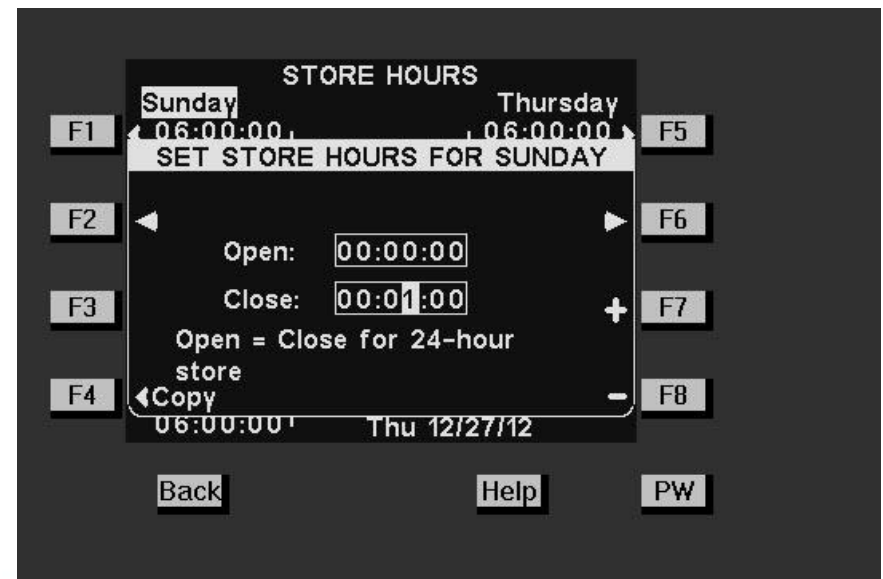 STORE HOURS
Sunday Thursday
F1 06:00:00 06:00:00 F5
SET STORE HOURS FOR SUNDAY
F2 F6
Open: 00:00:00
F3 Close: 00:01:00 + F7
Open = Close for 24-hour
store
F4 Copy - F8
06:00:00 Thu 12/27/12
Back Help PW